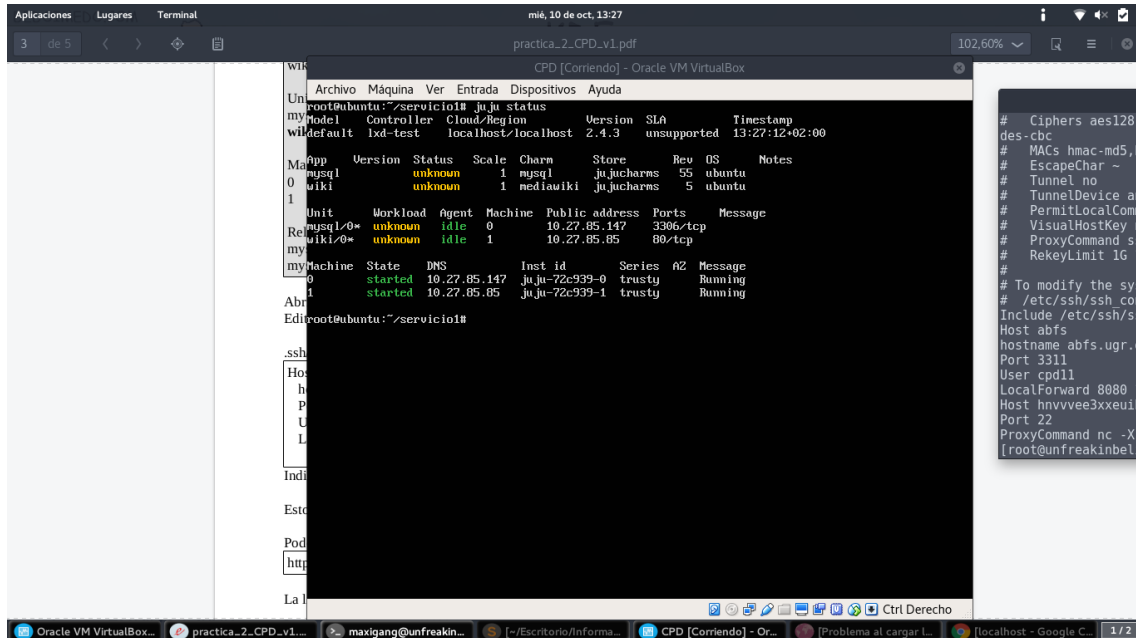 Aplicaciones Lugares Terminal mié, 10 de oct, 13:27
3 de 5 practica_2_CPD_v1.pdf 102,60%
CPD [Corriendo] - Oracle VM VirtualBox
Archivo Máquina Ver Entrada Dispositivos Ayuda
root@ubuntu:~/servicio1# juju status
Model Controller Cloud/Region Version SLA Timestamp
default lxd-test localhost/localhost 2.4.3 unsupported 13:27:12+02:00
App Version Status Scale Charm Store Rev OS Notes
mysql unknown 1 mysql jujucharms 55 ubuntu
wiki unknown 1 mediawiki jujucharms 5 ubuntu
Unit Workload Agent Machine Public address Ports Message
mysql/0* unknown idle 0 10.27.85.147 3306/tcp
wiki/0* unknown idle 1 10.27.85.85 80/tcp
Machine State DNS Inst id Series AZ Message
0 started 10.27.85.147 juju-72c939-0 trusty Running
1 started 10.27.85.85 juju-72c939-1 trusty Running
root@ubuntu:~/servicio1#
Ctrl Derecho
wik
Uni
my
wik
Ma
0
1
Rel
my
my
Abr
Edi
.ssh
Hos
h
P
U
L
Indi
Esto
Pod
http
La l
# Ciphers aes128
des-cbc
# MACs hmac-md5,
# EscapeChar ~
# Tunnel no
# TunnelDevice a
# PermitLocalCom
# VisualHostKey
# ProxyCommand s
# RekeyLimit 1G
#
# To modify the sy
# /etc/ssh/ssh_co
Include /etc/ssh/s
Host abfs
hostname abfs.ugr.
Port 3311
User cpd11
LocalForward 8080
Host hnvvvee3xxeui
Port 22
ProxyCommand nc -X
[root@unfreakinbel
Oracle VM VirtualBox... practica_2_CPD_v1.... maxigang@unfreakin... [~/Escritorio/Informa... CPD [Corriendo] - Or... [Problema al cargar l... [localhost - Google C... 1/2